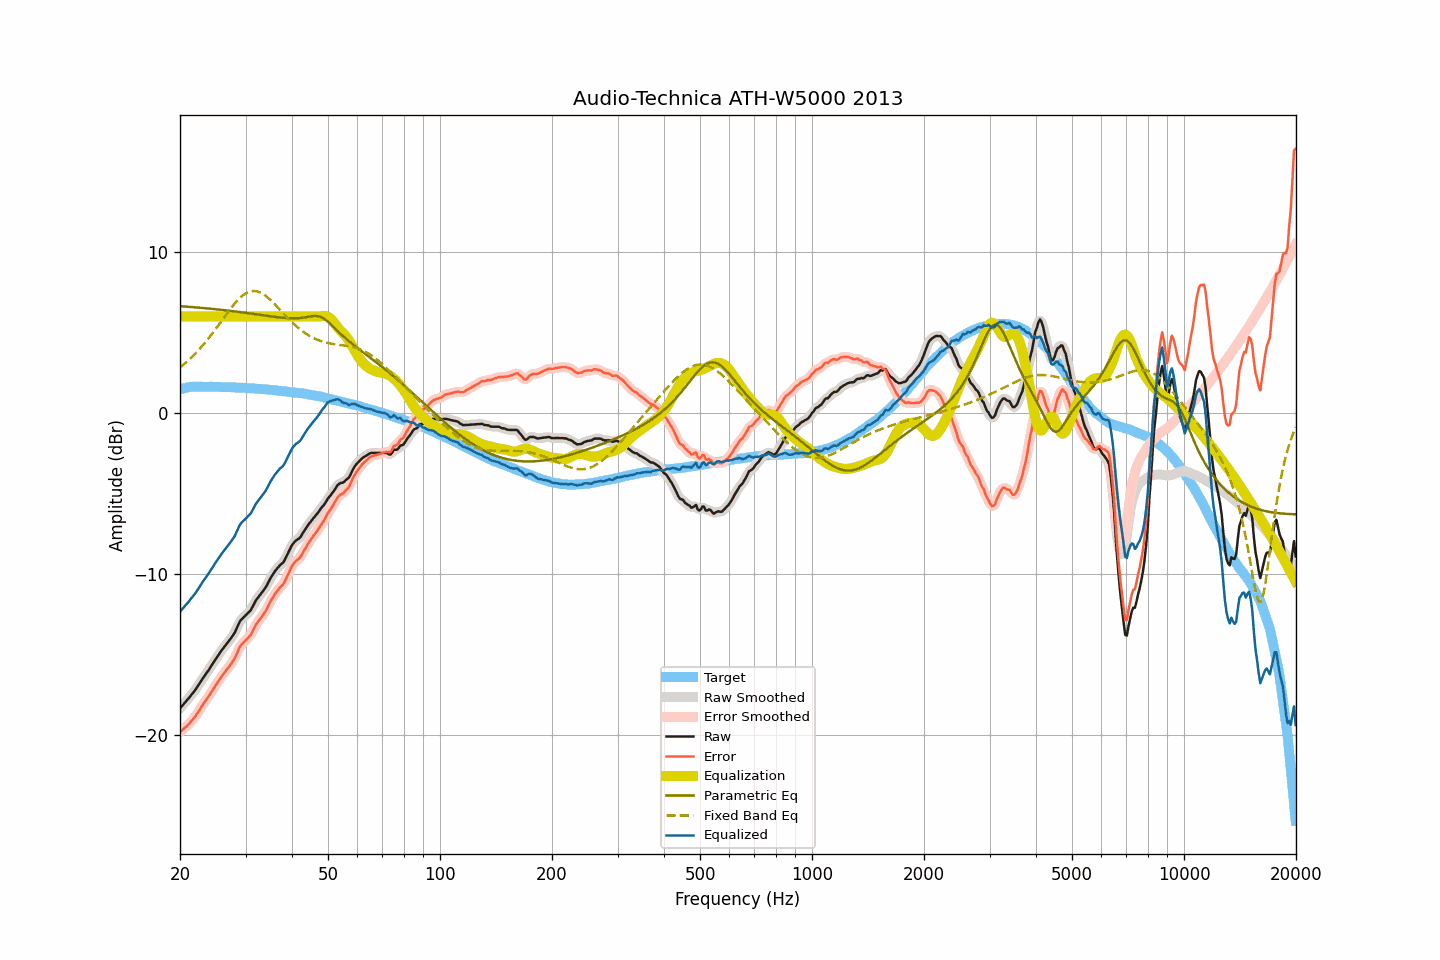 Audio-Technica ATH-W5000 2013
Amplitude (dBr)
10
0
−10
−20
Target
Raw Smoothed
Error Smoothed
Raw
Error
Equalization
Parametric Eq
Fixed Band Eq
Equalized
20 50 100 200 500 1000 2000 5000 10000 20000
Frequency (Hz)